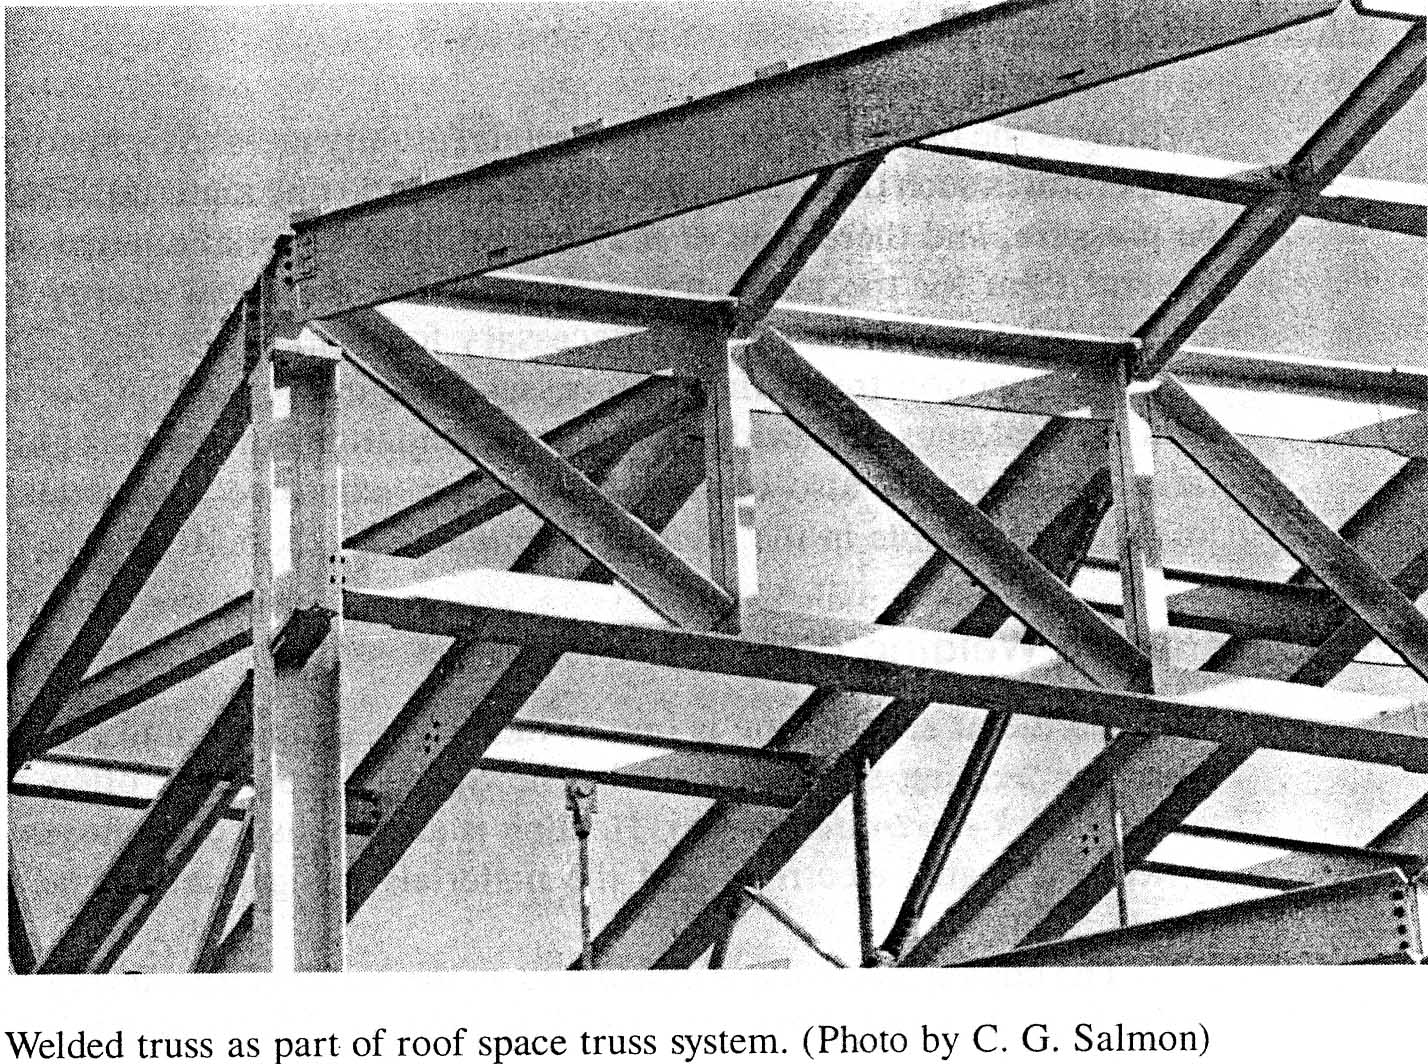 Welded truss as part of roof space truss system. (Photo by C. G. Salmon)